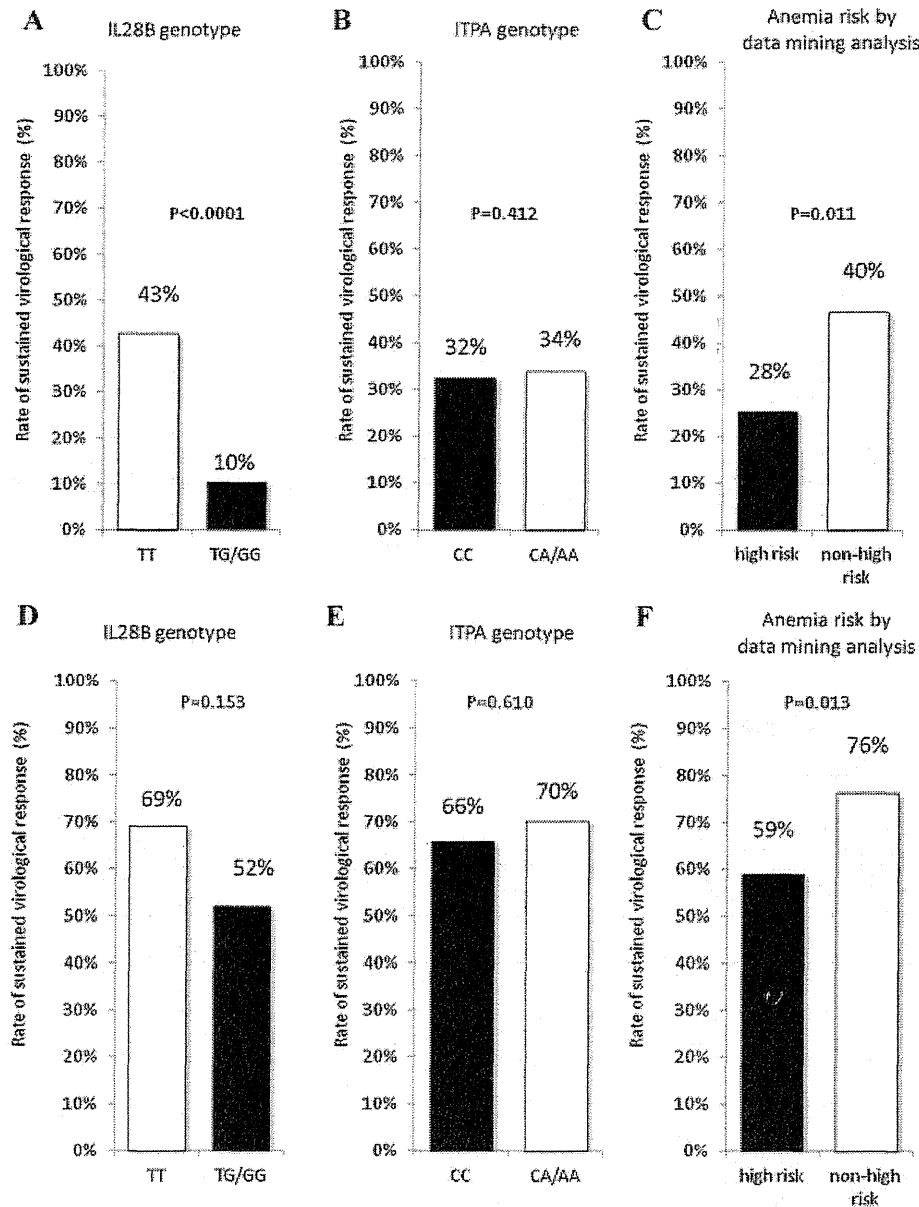 A
IL28B genotype
Rate of sustained virological response (%)
100%
90%
80%
70%
60%
50%
40%
30%
20%
10%
0%
P<0.0001
43%
10%
TT
TG/GG
B
ITPA genotype
Rate of sustained virological response (%)
100%
90%
80%
70%
60%
50%
40%
30%
20%
10%
0%
P=0.412
32%
34%
CC
CA/AA
C
Anemia risk by
data mining analysis
Rate of sustained virological response (%)
100%
90%
80%
70%
60%
50%
40%
30%
20%
10%
0%
P=0.011
28%
40%
high risk
non-high
risk
D
IL28B genotype
Rate of sustained virological response (%)
100%
90%
80%
70%
60%
50%
40%
30%
20%
10%
0%
P=0.153
69%
52%
TT
TG/GG
E
ITPA genotype
Rate of sustained virological response (%)
100%
90%
80%
70%
60%
50%
40%
30%
20%
10%
0%
P=0.610
66%
70%
CC
CA/AA
F
Anemia risk by
data mining analysis
Rate of sustained virological response (%)
100%
90%
80%
70%
60%
50%
40%
30%
20%
10%
0%
P=0.013
59%
76%
high risk
non-high
risk